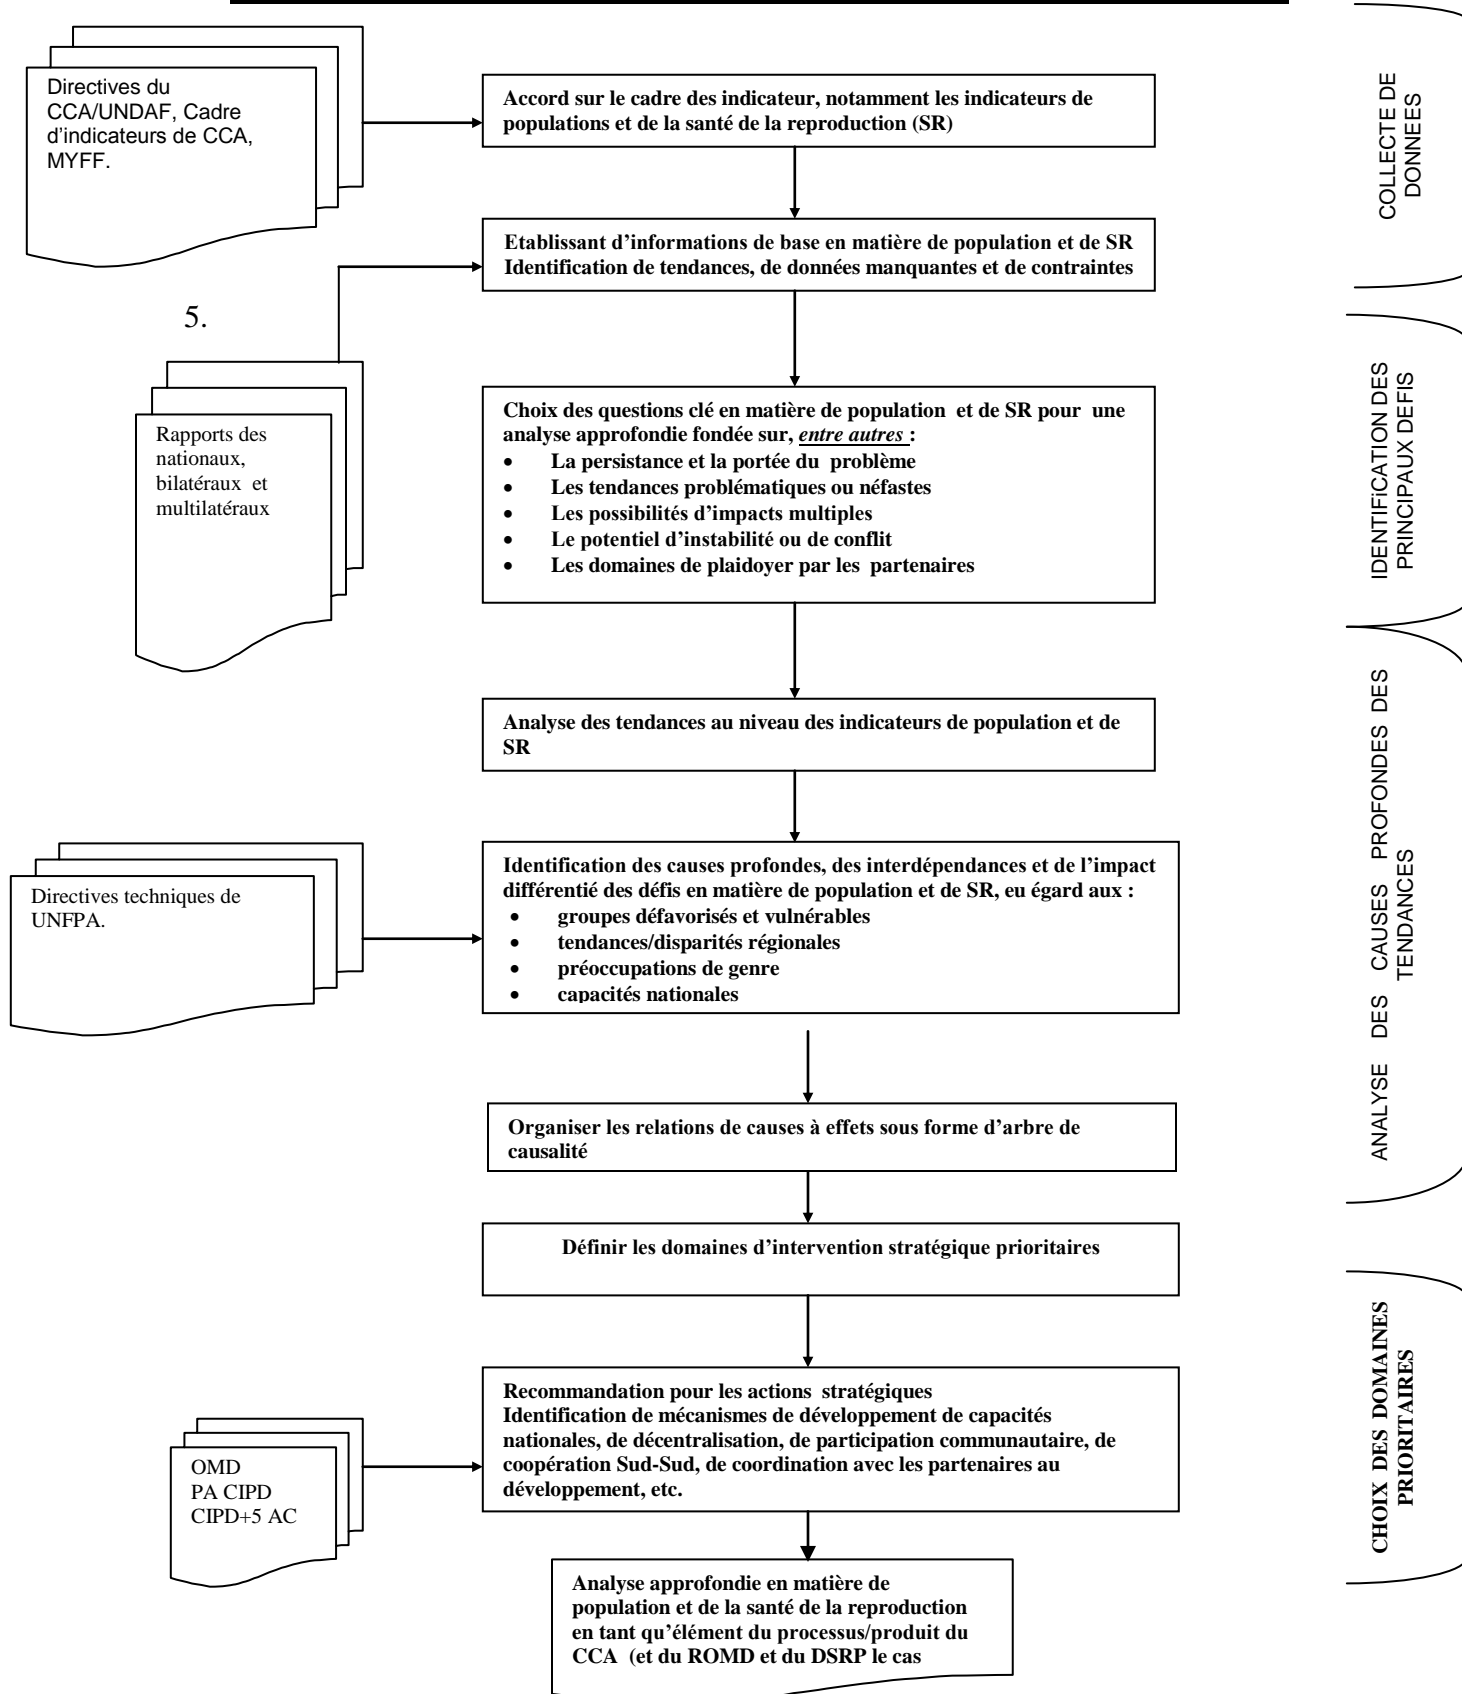 Directives du
CCA/UNDAF, Cadre
d'indicateurs de CCA,
MYFF.
Accord sur le cadre des indicateur, notamment les indicateurs de
populations et de la santé de la reproduction (SR)
COLLECTE DE
DONNEES
Etablissant d'informations de base en matière de population et de SR
Identification de tendances, de données manquantes et de contraintes
5.
Rapports des
nationaux,
bilatéraux et
multilatéraux
Choix des questions clé en matière de population et de SR pour une
analyse approfondie fondée sur, entre autres :
• La persistance et la portée du problème
• Les tendances problématiques ou néfastes
• Les possibilités d'impacts multiples
• Le potentiel d'instabilité ou de conflit
• Les domaines de plaidoyer par les partenaires
IDENTIFiCATION DES
PRINCIPAUX DEFIS
Analyse des tendances au niveau des indicateurs de population et de
SR
Directives techniques de
UNFPA.
Identification des causes profondes, des interdépendances et de l'impact
différentié des défis en matière de population et de SR, eu égard aux :
• groupes défavorisés et vulnérables
• tendances/disparités régionales
• préoccupations de genre
• capacités nationales
ANALYSE DES CAUSES PROFONDES DES
TENDANCES
Organiser les relations de causes à effets sous forme d'arbre de
causalité
Définir les domaines d'intervention stratégique prioritaires
OMD
PA CIPD
CIPD+5 AC
Recommandation pour les actions stratégiques
Identification de mécanismes de développement de capacités
nationales, de décentralisation, de participation communautaire, de
coopération Sud-Sud, de coordination avec les partenaires au
développement, etc.
CHOIX DES DOMAINES
PRIORITAIRES
Analyse approfondie en matière de
population et de la santé de la reproduction
en tant qu'élément du processus/produit du
CCA (et du ROMD et du DSRP le cas